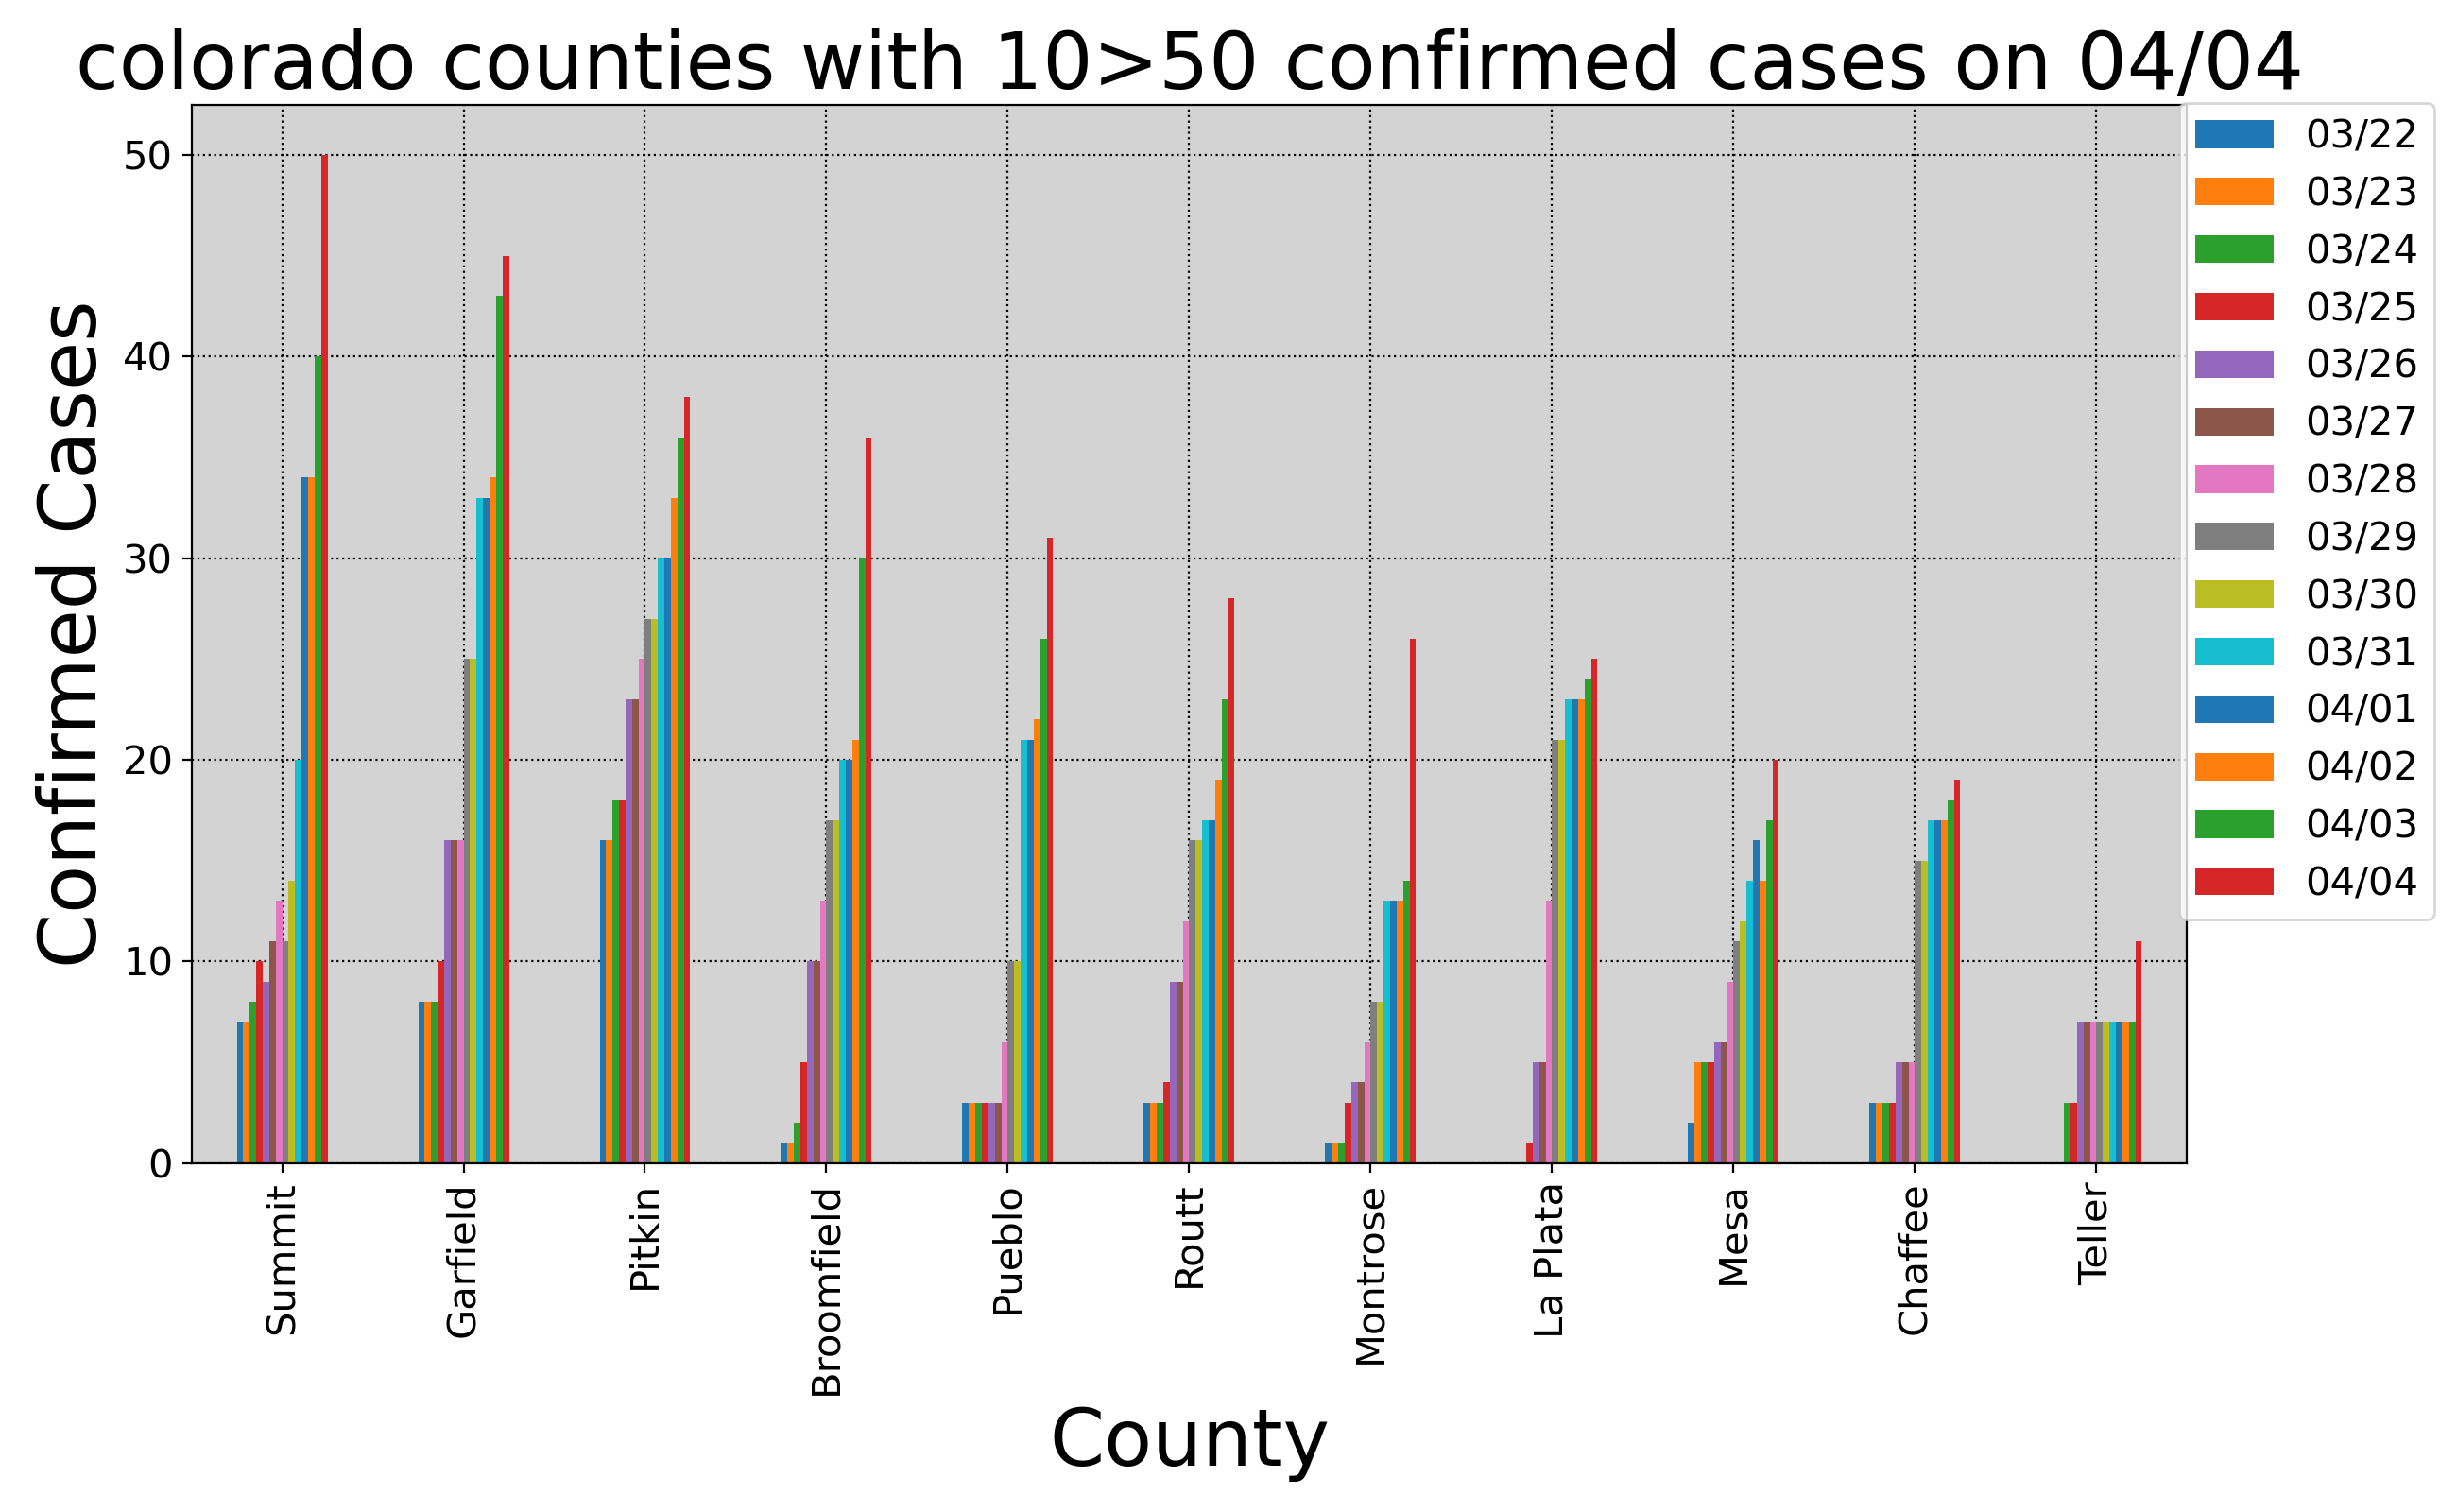 colorado counties with 10>50 confirmed cases on 04/04
Confirmed Cases
50
40
30
20
10
0
Summit
Garfield
Pitkin
Broomfield
Pueblo
Routt
Montrose
La Plata
Mesa
Chaffee
Teller
County
03/22
03/23
03/24
03/25
03/26
03/27
03/28
03/29
03/30
03/31
04/01
04/02
04/03
04/04